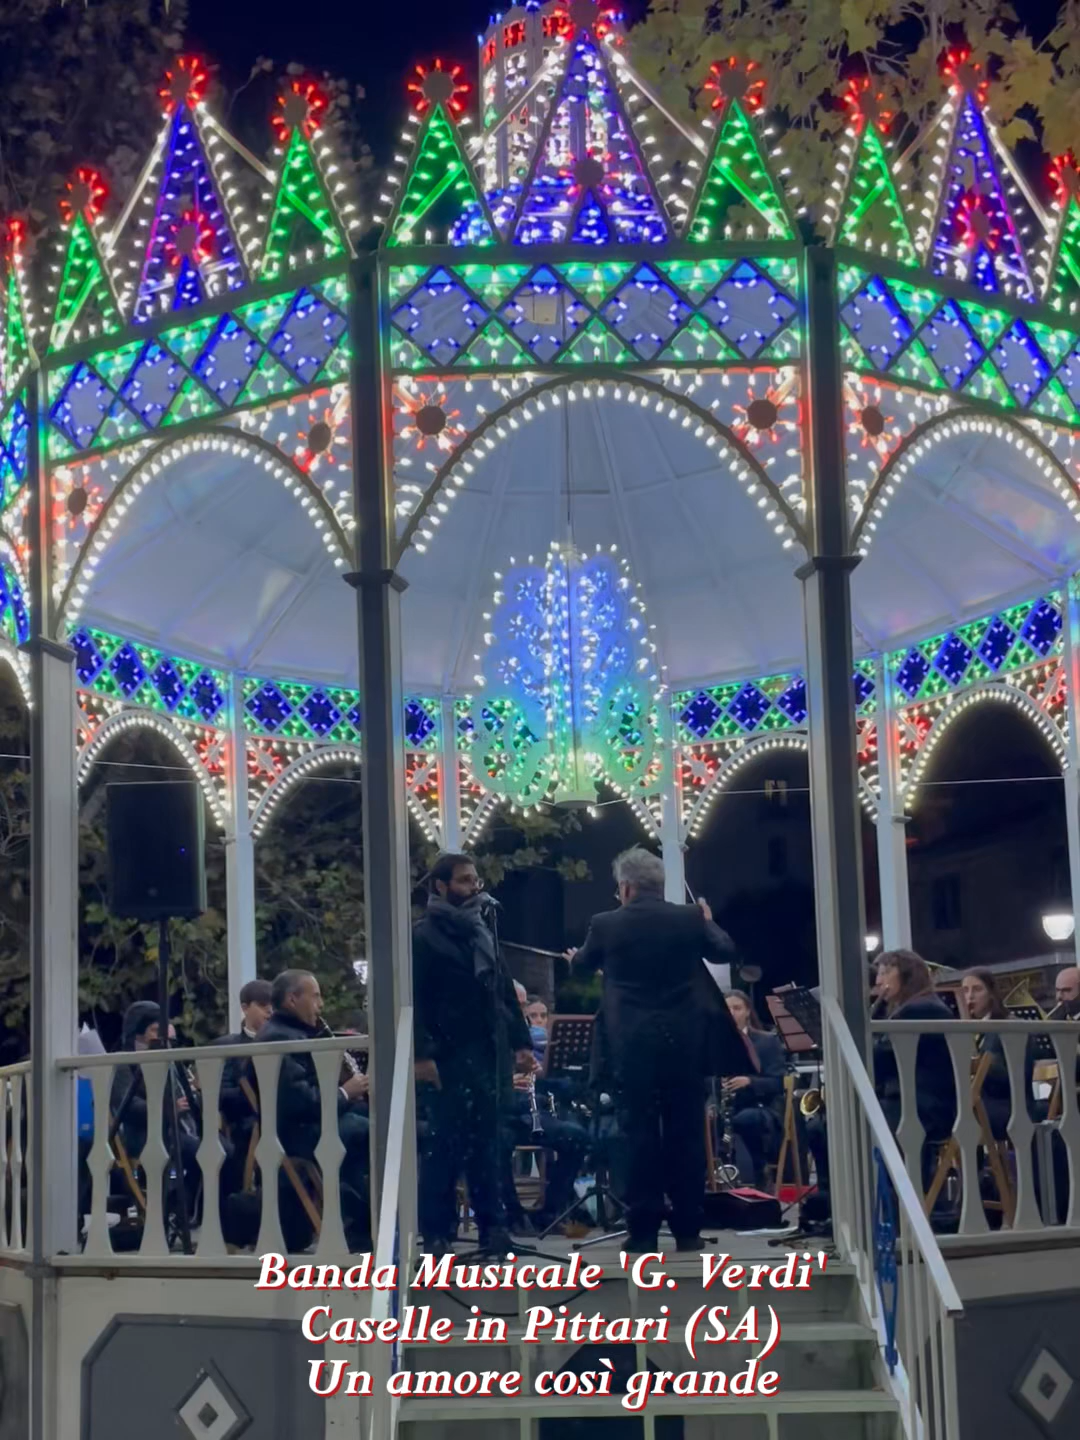 Banda Musicale 'G. Verdi'
Caselle in Pittari (SA)
Un amore così grande